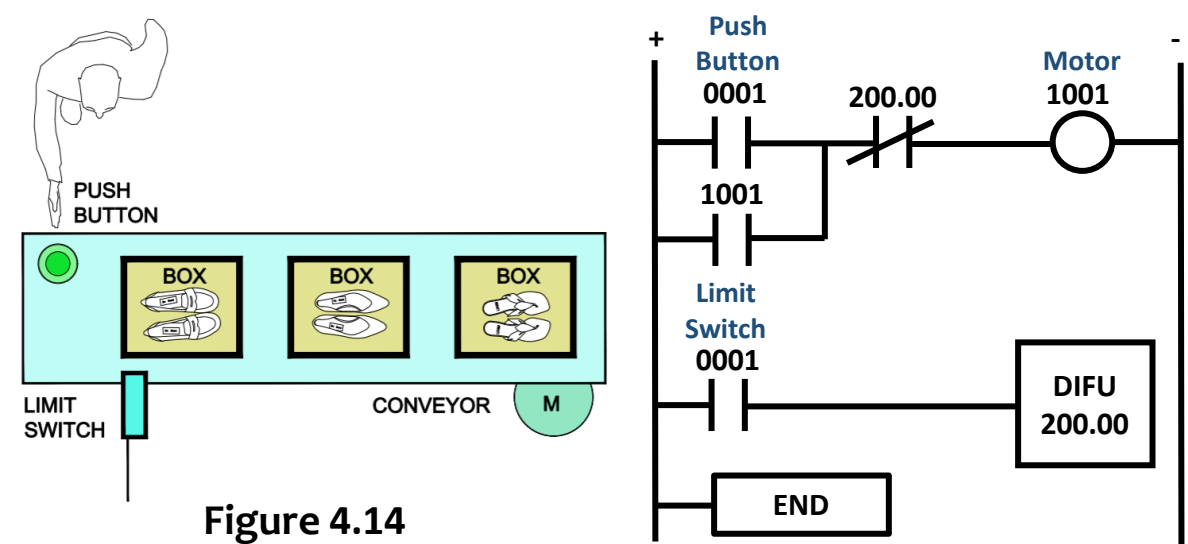 PUSH
BUTTON
BOX
BOX
BOX
LIMIT
SWITCH
CONVEYOR
M
Figure 4.14
+
-
Push
Button
0001
200.00
Motor
1001
1001
Limit
Switch
0001
DIFU
200.00
END